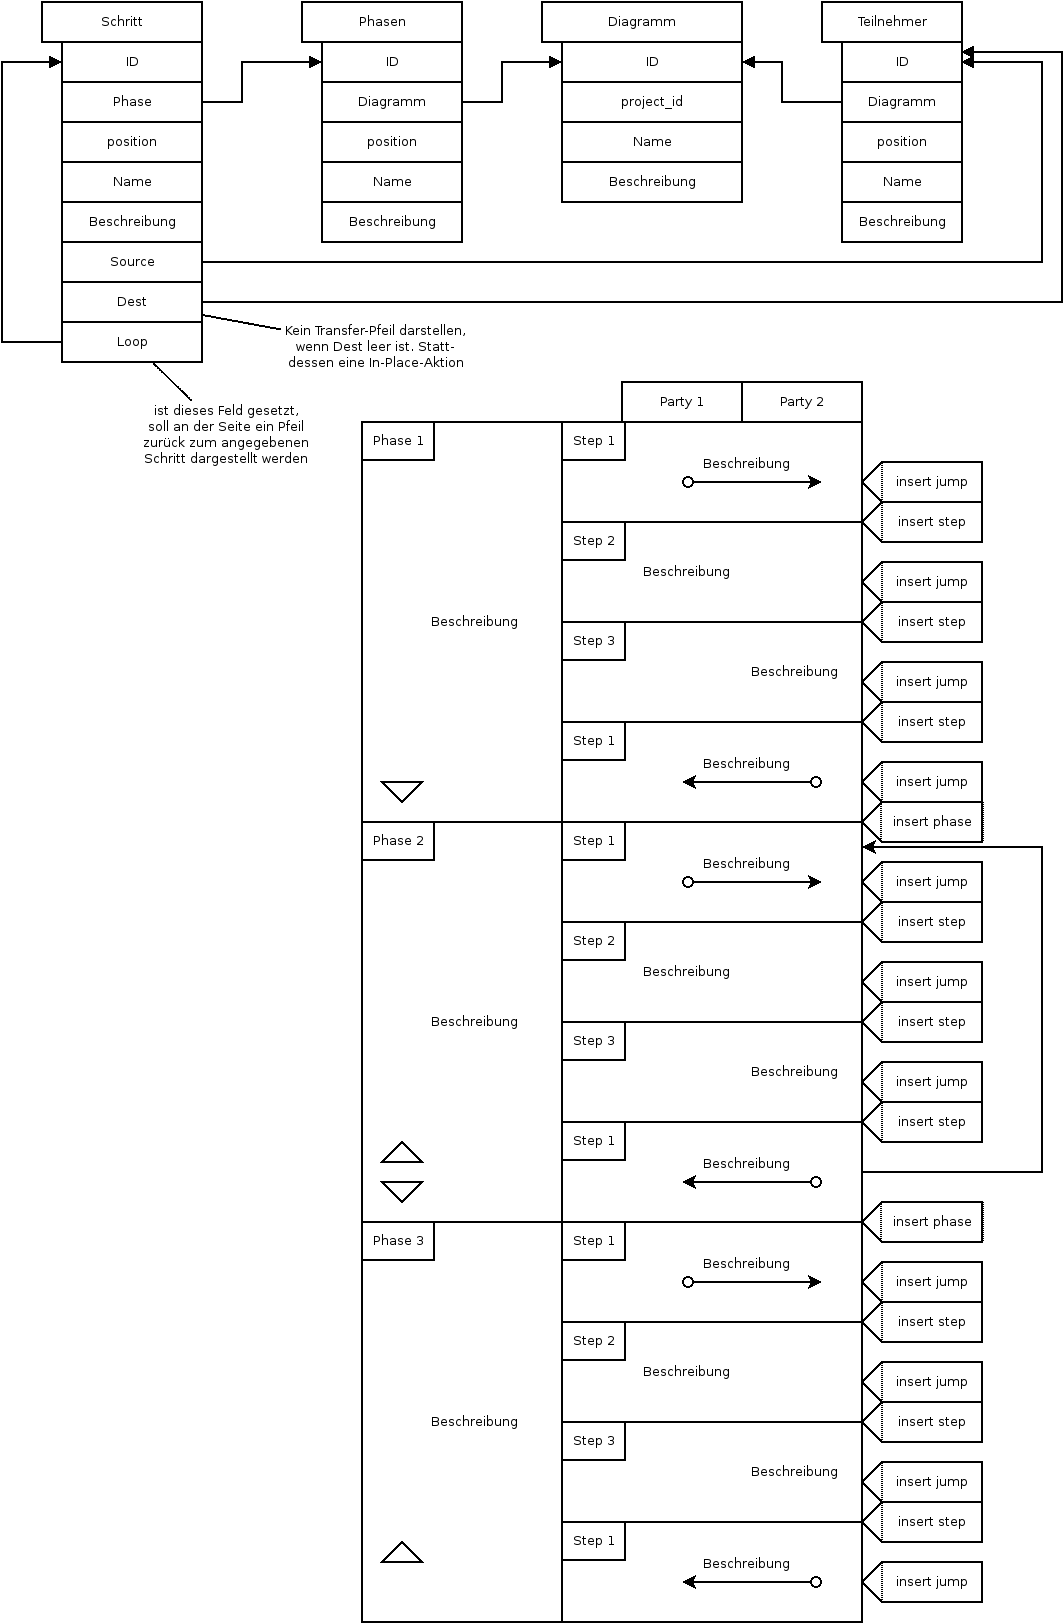 Schritt
ID
Phase
position
Name
Beschreibung
Source
Dest
Loop
Phasen
ID
Diagramm
position
Name
Beschreibung
Diagramm
ID
project_id
Name
Beschreibung
Teilnehmer
ID
Diagramm
position
Name
Beschreibung
Kein Transfer-Pfeil darstellen,
wenn Dest leer ist. Statt-
dessen eine In-Place-Aktion
ist dieses Feld gesetzt,
soll an der Seite ein Pfeil
zurück zum angegebenen
Schritt dargestellt werden
Party 1
Party 2
Phase 1
Beschreibung
Step 1
Beschreibung
insert jump
insert step
Step 2
Beschreibung
insert jump
insert step
Step 3
Beschreibung
insert jump
insert step
Step 1
Beschreibung
insert jump
insert phase
Phase 2
Beschreibung
Step 1
Beschreibung
insert jump
insert step
Step 2
Beschreibung
insert jump
insert step
Step 3
Beschreibung
insert jump
insert step
Step 1
Beschreibung
insert phase
Phase 3
Beschreibung
Step 1
Beschreibung
insert jump
insert step
Step 2
Beschreibung
insert jump
insert step
Step 3
Beschreibung
insert jump
insert step
Step 1
Beschreibung
insert jump